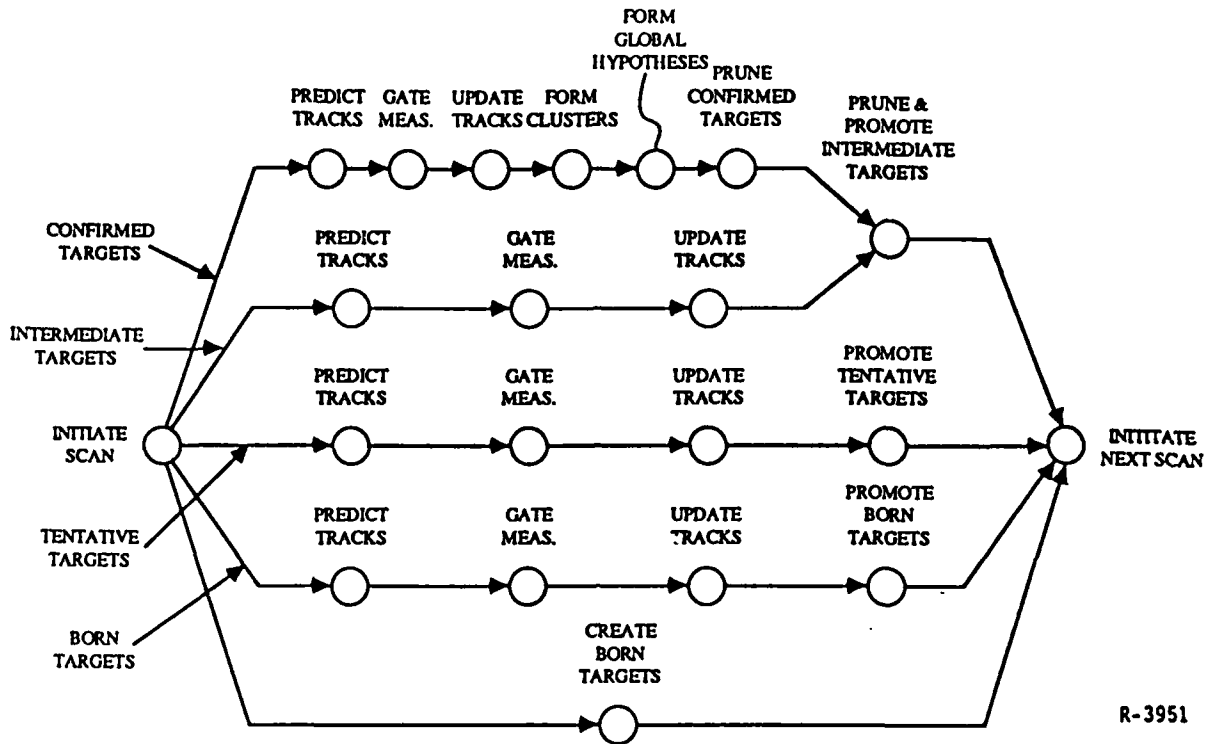 FORM
GLOBAL
HYPOTHESES
PREDICT
TRACKS
GATE
MEAS.
UPDATE
TRACKS
FORM
CLUSTERS
PRUNE
CONFIRMED
TARGETS
PRUNE &
PROMOTE
INTERMEDIATE
TARGETS
CONFIRMED
TARGETS
PREDICT
TRACKS
GATE
MEAS.
UPDATE
TRACKS
INTERMEDIATE
TARGETS
PREDICT
TRACKS
GATE
MEAS.
UPDATE
TRACKS
PROMOTE
TENTATIVE
TARGETS
INITIATE
SCAN
INTITATE
NEXT SCAN
TENTATIVE
TARGETS
PREDICT
TRACKS
GATE
MEAS.
UPDATE
TRACKS
PROMOTE
BORN
TARGETS
BORN
TARGETS
CREATE
BORN
TARGETS
R-3951